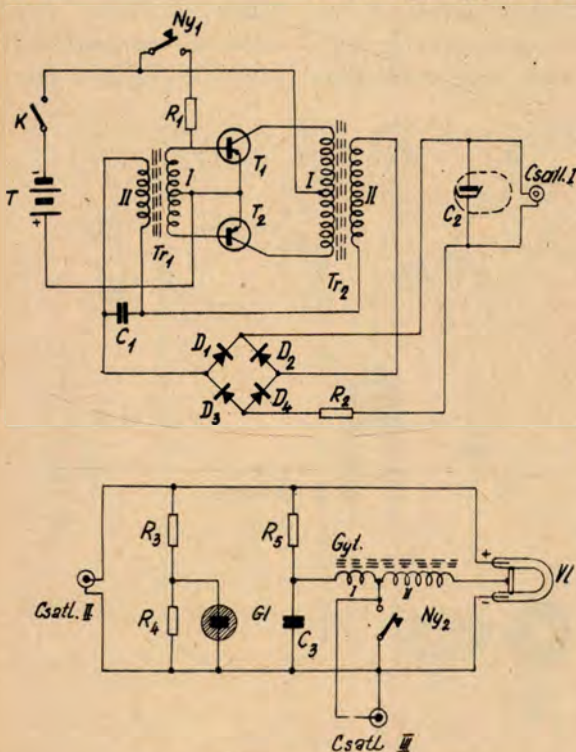 Ny1
R1
K
T1
T
-
+
II
I
T2
I
II
Csatl. I
C2
Tr1
Tr2
C1
D1
D2
D3
D4
R2
R3
R5
Gyt.
+
Vl
I
II
Csatl. II
R4
Gl
C3
Ny2
-
Csatl. III